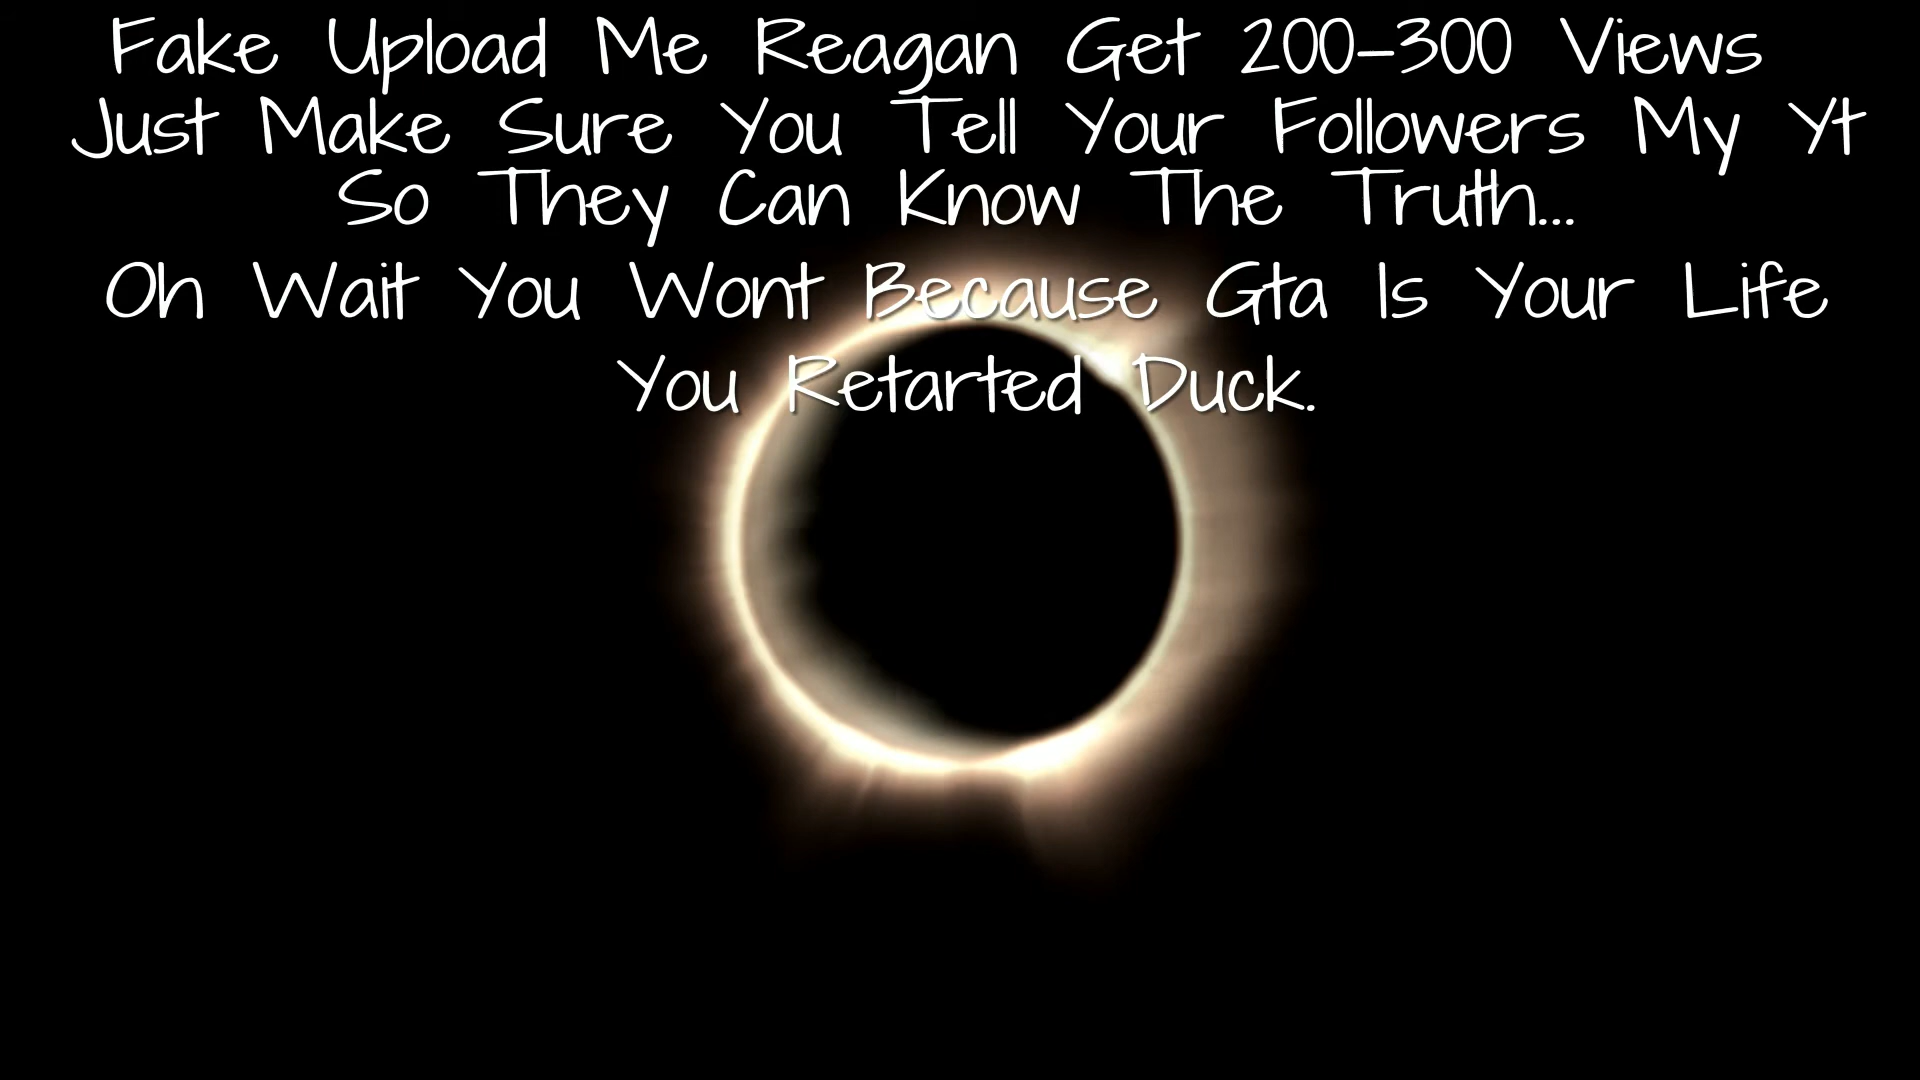 Fake Upload Me Reagan Get 200-300 Views
Just Make Sure You Tell Your Followers My Yt
So They Can Know The Truth...
Oh Wait You Wont Because Gta Is Your Life
You Retarted Duck.